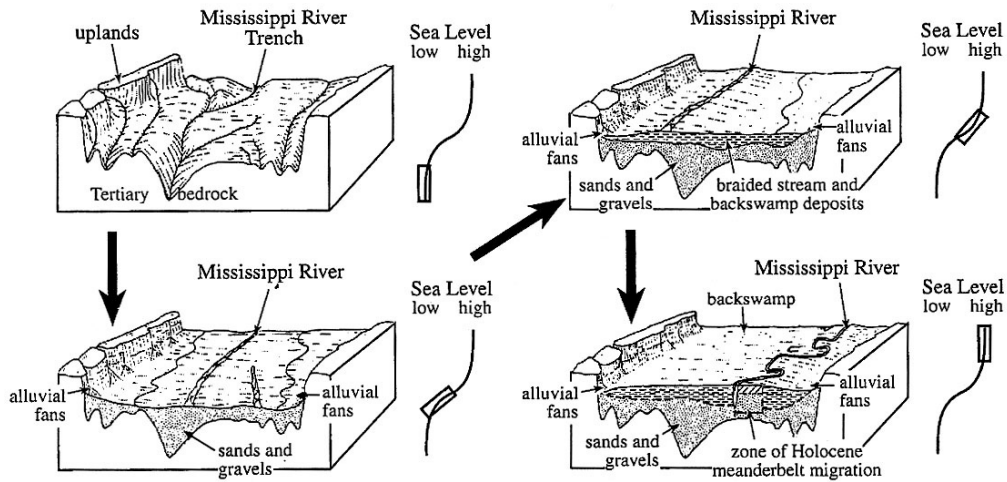 uplands
Mississippi River
Trench
Sea Level
low high
Tertiary bedrock
Mississippi River
Sea Level
low high
alluvial
fans
alluvial
fans
sands and
gravels
Mississippi River
Sea Level
low high
alluvial
fans
alluvial
fans
sands and
gravels
braided stream and
backswamp deposits
Mississippi River
backswamp
Sea Level
low high
alluvial
fans
alluvial
fans
sands and
gravels
zone of Holocene
meanderbelt migration